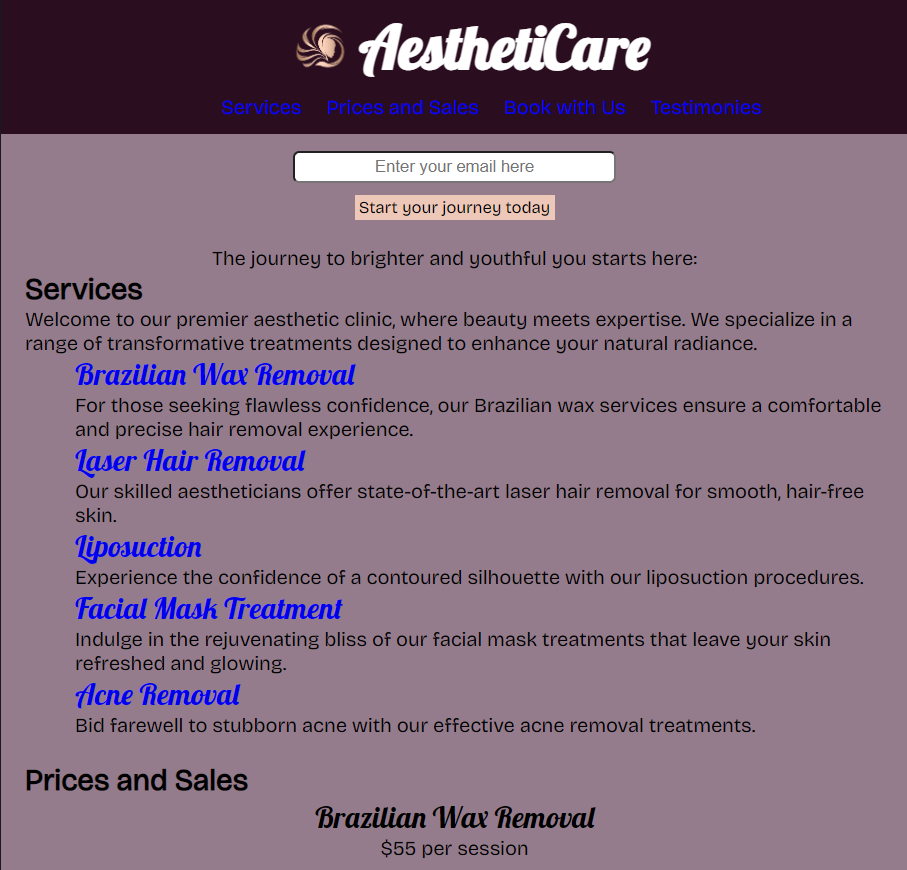 AesthetiCare
Services Prices and Sales Book with Us Testimonies
Enter your email here
Start your journey today
The journey to brighter and youthful you starts here:
Services
Welcome to our premier aesthetic clinic, where beauty meets expertise. We specialize in a
range of transformative treatments designed to enhance your natural radiance.
Brazilian Wax Removal
For those seeking flawless confidence, our Brazilian wax services ensure a comfortable
and precise hair removal experience.
Laser Hair Removal
Our skilled aestheticians offer state-of-the-art laser hair removal for smooth, hair-free
skin.
Liposuction
Experience the confidence of a contoured silhouette with our liposuction procedures.
Facial Mask Treatment
Indulge in the rejuvenating bliss of our facial mask treatments that leave your skin
refreshed and glowing.
Acne Removal
Bid farewell to stubborn acne with our effective acne removal treatments.
Prices and Sales
Brazilian Wax Removal
$55 per session